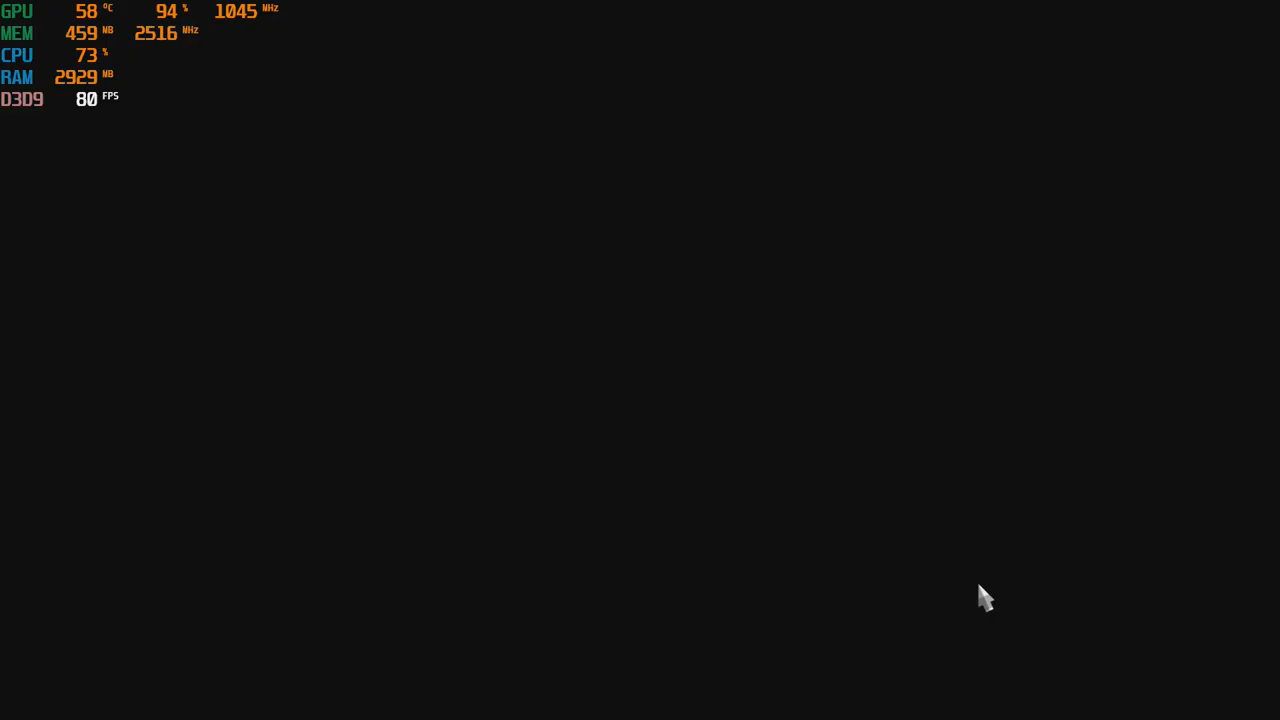 GPU 58 °C 94 % 1045 MHz
MEM 459 MB 2516 MHz
CPU 73 %
RAM 2929 MB
D3D9 80 FPS